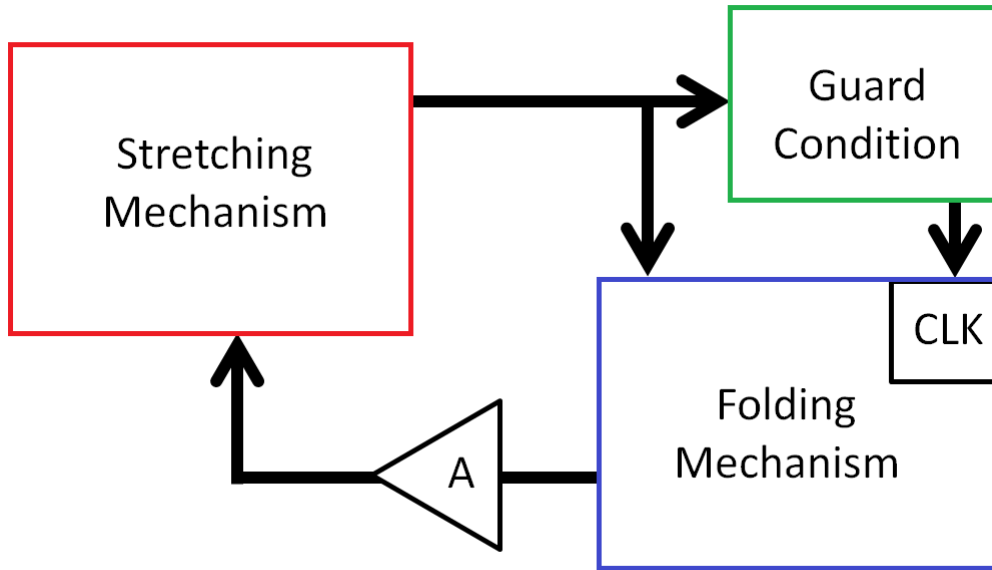 Stretching
Mechanism
Guard
Condition
CLK
Folding
Mechanism
A